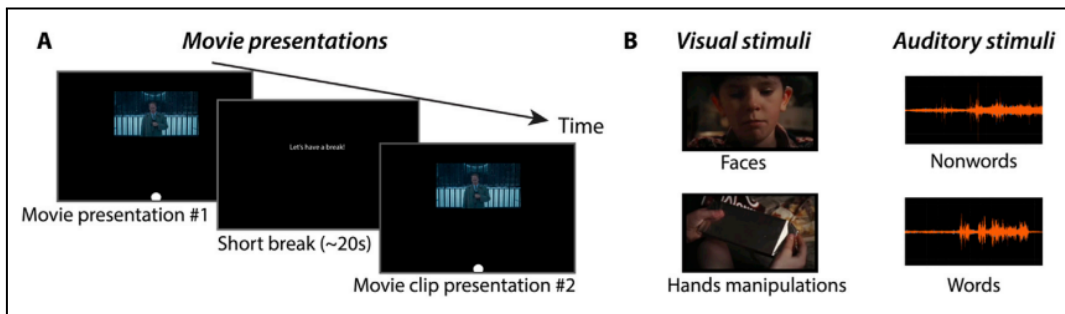 A
Movie presentations
Time
Let's have a break!
Movie presentation #1
Short break (~20s)
Movie clip presentation #2
B
Visual stimuli
Auditory stimuli
Faces
Nonwords
Hands manipulations
Words